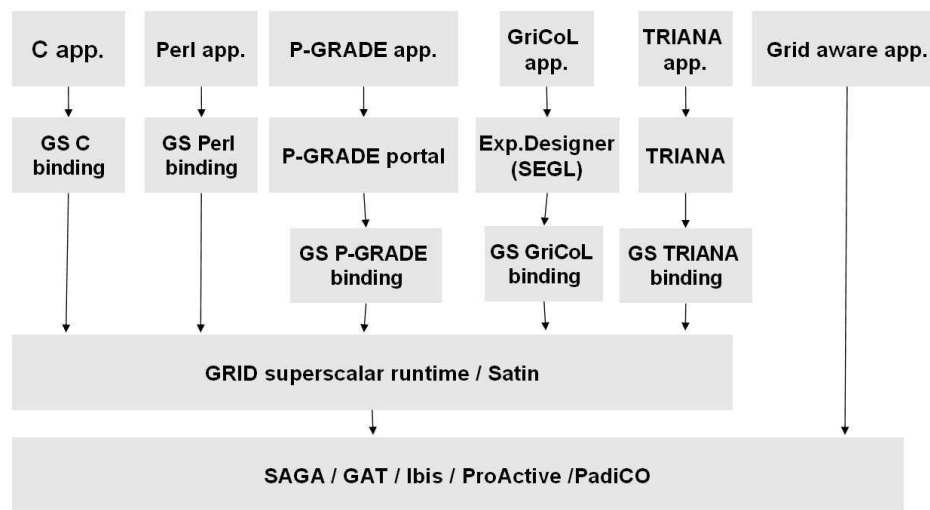 C app.
Perl app.
P-GRADE app.
GriCoL
app.
TRIANA
app.
Grid aware app.
GS C
binding
GS Perl
binding
P-GRADE portal
Exp.Designer
(SEGL)
TRIANA
GS P-GRADE
binding
GS GriCoL
binding
GS TRIANA
binding
GRID superscalar runtime / Satin
SAGA / GAT / Ibis / ProActive /PadiCO